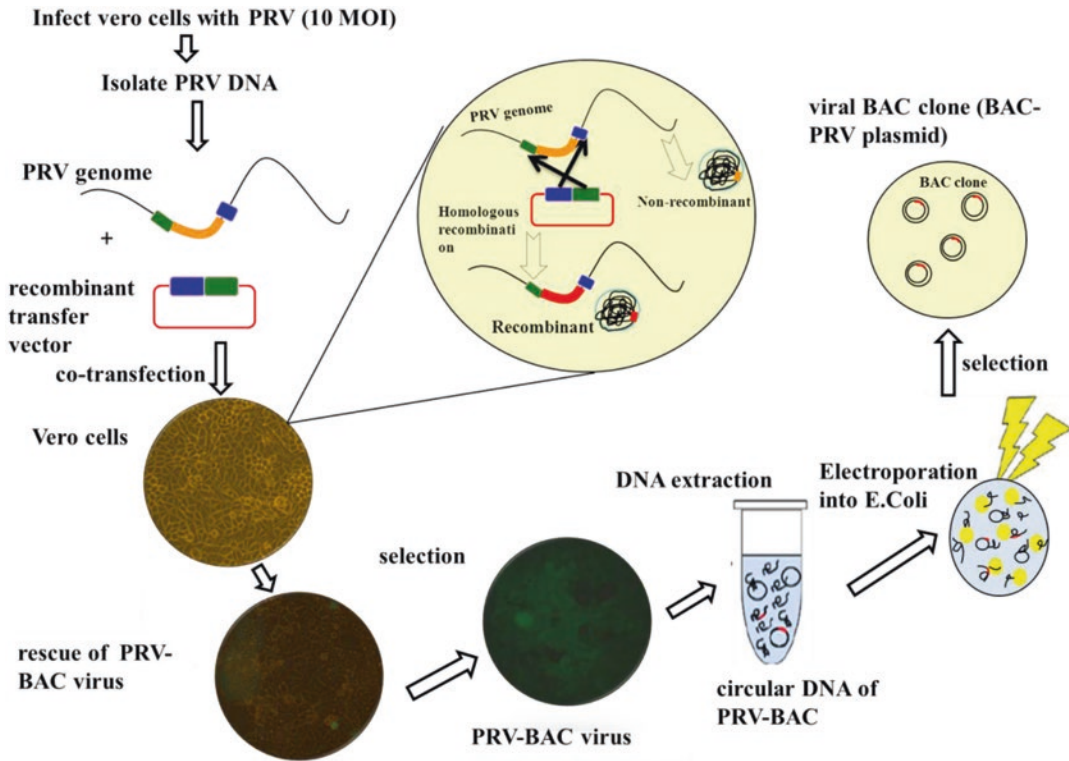 Infect vero cells with PRV (10 MOI)
Isolate PRV DNA
PRV genome
+
recombinant
transfer
vector
co-transfection
Vero cells
rescue of PRV-
BAC virus
PRV genome
Non-recombinant
Homologous
recombinati
on
Recombinant
selection
PRV-BAC virus
DNA extraction
circular DNA of
PRV-BAC
Electroporation
into E.Coli
selection
viral BAC clone (BAC-
PRV plasmid)
BAC clone